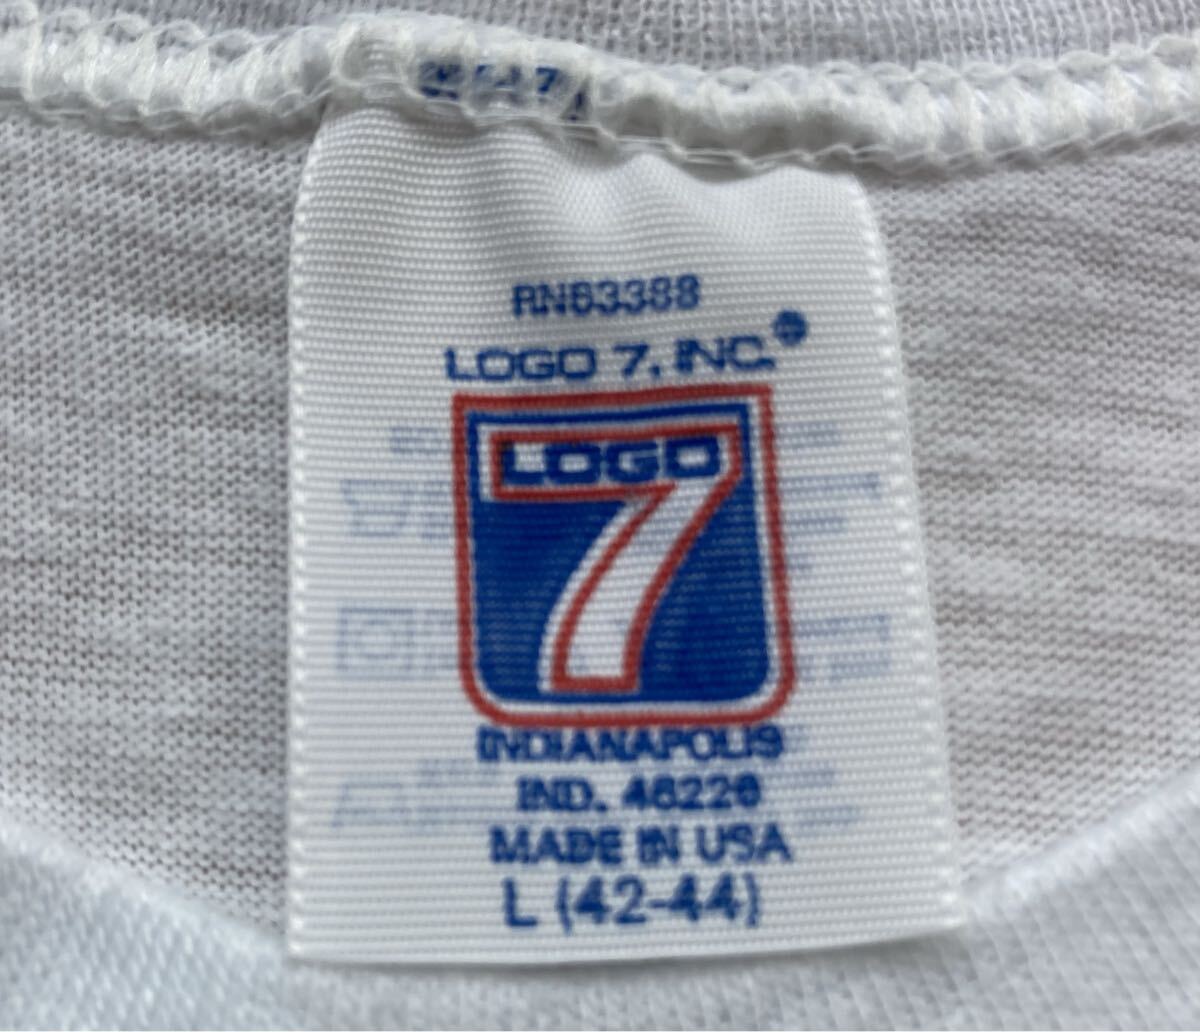 RN63388
LOGO 7, INC.®
LOGO
7
INDIANAPOLIS
IND. 46226
MADE IN USA
L (42-44)